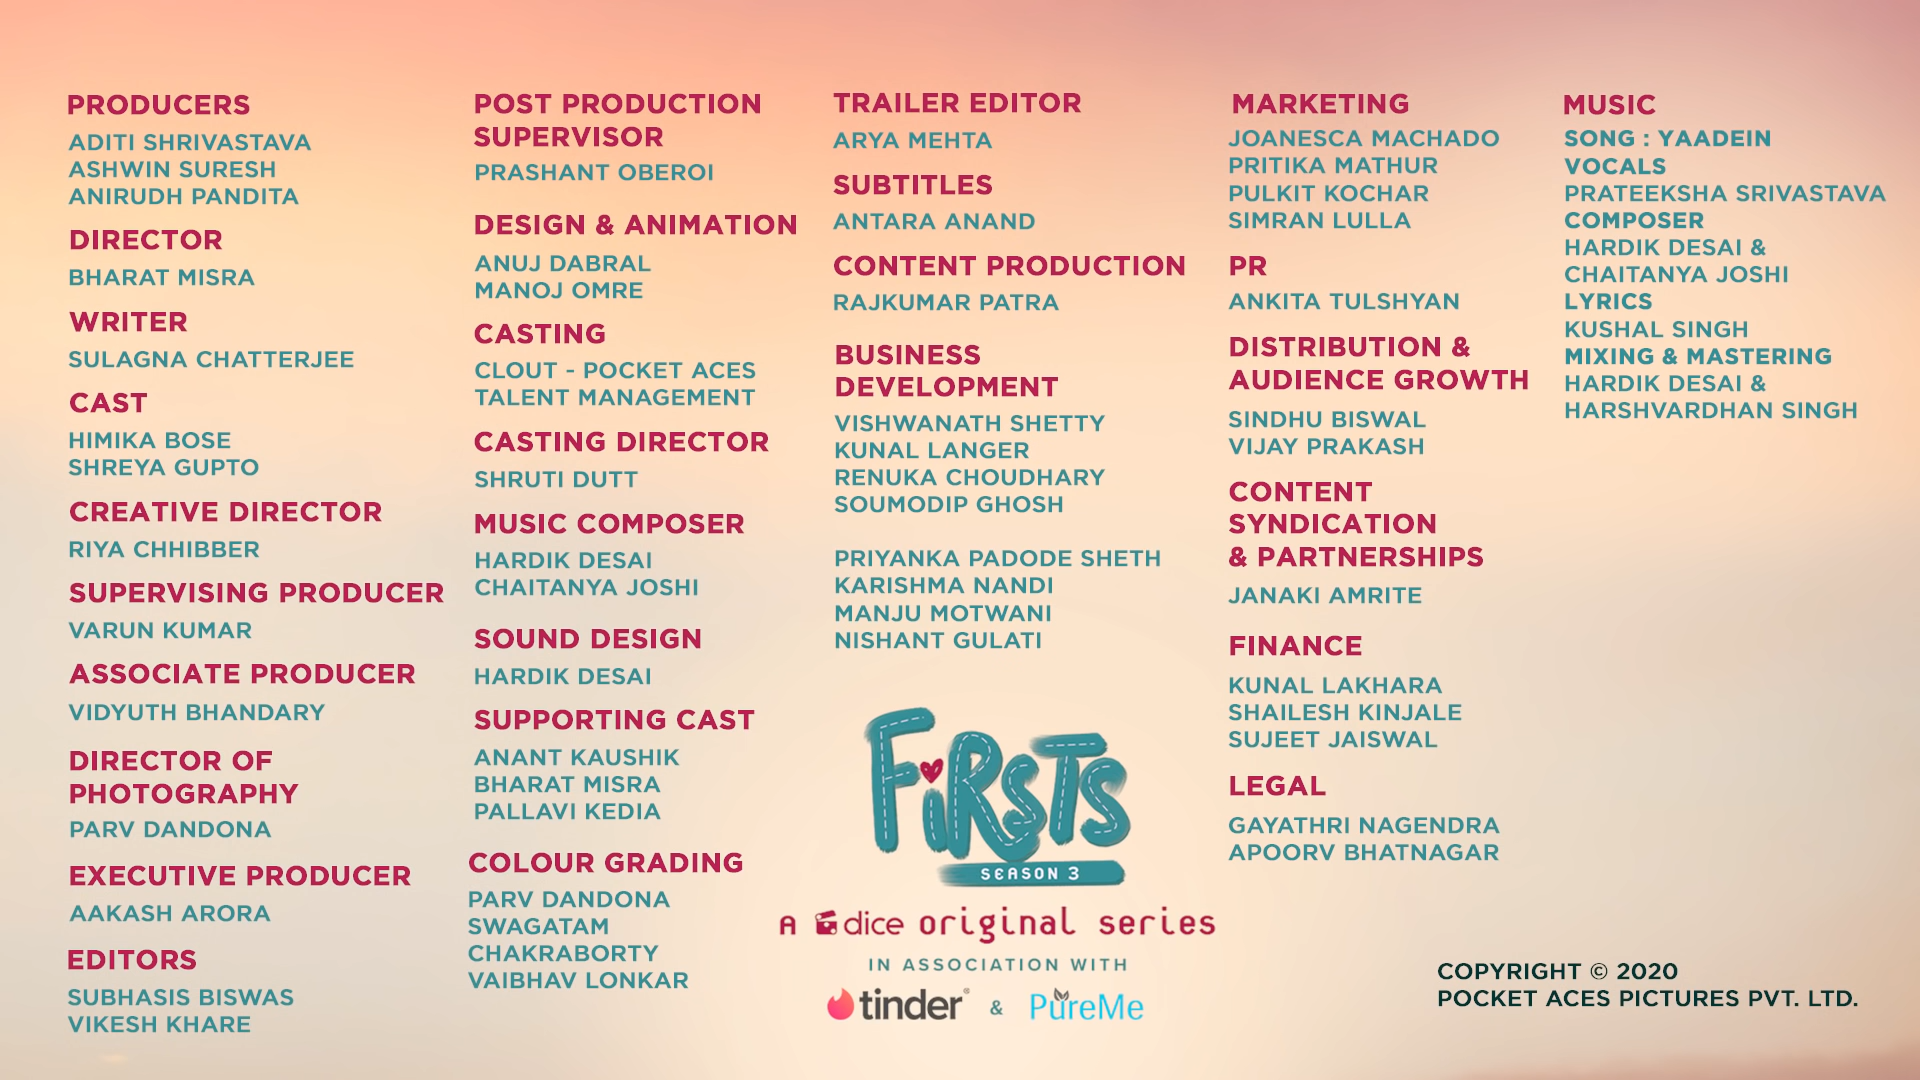 PRODUCERS
ADITI SHRIVASTAVA
ASHWIN SURESH
ANIRUDH PANDITA
DIRECTOR
BHARAT MISRA
WRITER
SULAGNA CHATTERJEE
CAST
HIMIKA BOSE
SHREYA GUPTO
CREATIVE DIRECTOR
RIYA CHHIBBER
SUPERVISING PRODUCER
VARUN KUMAR
ASSOCIATE PRODUCER
VIDYUTH BHANDARY
DIRECTOR OF
PHOTOGRAPHY
PARV DANDONA
EXECUTIVE PRODUCER
AAKASH ARORA
EDITORS
SUBHASIS BISWAS
VIKESH KHARE
POST PRODUCTION
SUPERVISOR
PRASHANT OBEROI
DESIGN & ANIMATION
ANUJ DABRAL
MANOJ OMRE
CASTING
CLOUT - POCKET ACES
TALENT MANAGEMENT
CASTING DIRECTOR
SHRUTI DUTT
MUSIC COMPOSER
HARDIK DESAI
CHAITANYA JOSHI
SOUND DESIGN
HARDIK DESAI
SUPPORTING CAST
ANANT KAUSHIK
BHARAT MISRA
PALLAVI KEDIA
COLOUR GRADING
PARV DANDONA
SWAGATAM
CHAKRABORTY
VAIBHAV LONKAR
TRAILER EDITOR
ARYA MEHTA
SUBTITLES
ANTARA ANAND
CONTENT PRODUCTION
RAJKUMAR PATRA
BUSINESS
DEVELOPMENT
VISHWANATH SHETTY
KUNAL LANGER
RENUKA CHOUDHARY
SOUMODIP GHOSH
PRIYANKA PADODE SHETH
KARISHMA NANDI
MANJU MOTWANI
NISHANT GULATI
FiRSTS
SEASON 3
A dice original series
IN ASSOCIATION WITH
tinder® & PureMe
MARKETING
JOANESCA MACHADO
PRITIKA MATHUR
PULKIT KOCHAR
SIMRAN LULLA
PR
ANKITA TULSHYAN
DISTRIBUTION &
AUDIENCE GROWTH
SINDHU BISWAL
VIJAY PRAKASH
CONTENT
SYNDICATION
& PARTNERSHIPS
JANAKI AMRITE
FINANCE
KUNAL LAKHARA
SHAILESH KINJALE
SUJEET JAISWAL
LEGAL
GAYATHRI NAGENDRA
APOORV BHATNAGAR
MUSIC
SONG : YAADEIN
VOCALS
PRATEEKSHA SRIVASTAVA
COMPOSER
HARDIK DESAI &
CHAITANYA JOSHI
LYRICS
KUSHAL SINGH
MIXING & MASTERING
HARDIK DESAI &
HARSHVARDHAN SINGH
COPYRIGHT © 2020
POCKET ACES PICTURES PVT. LTD.